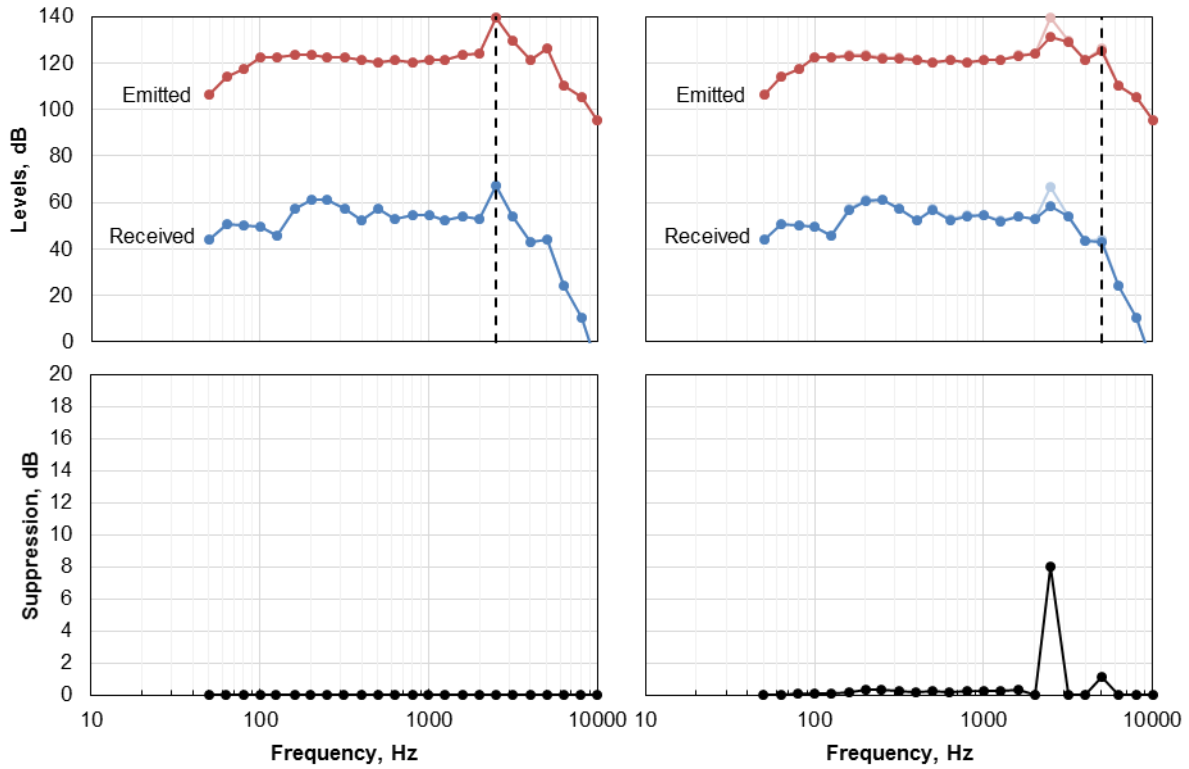 140
120
100
80
60
40
20
0
Levels, dB
Emitted
Received
Emitted
Received
20
18
16
14
12
10
8
6
4
2
0
Suppression, dB
10 100 1000 10000
Frequency, Hz
10 100 1000 10000
Frequency, Hz